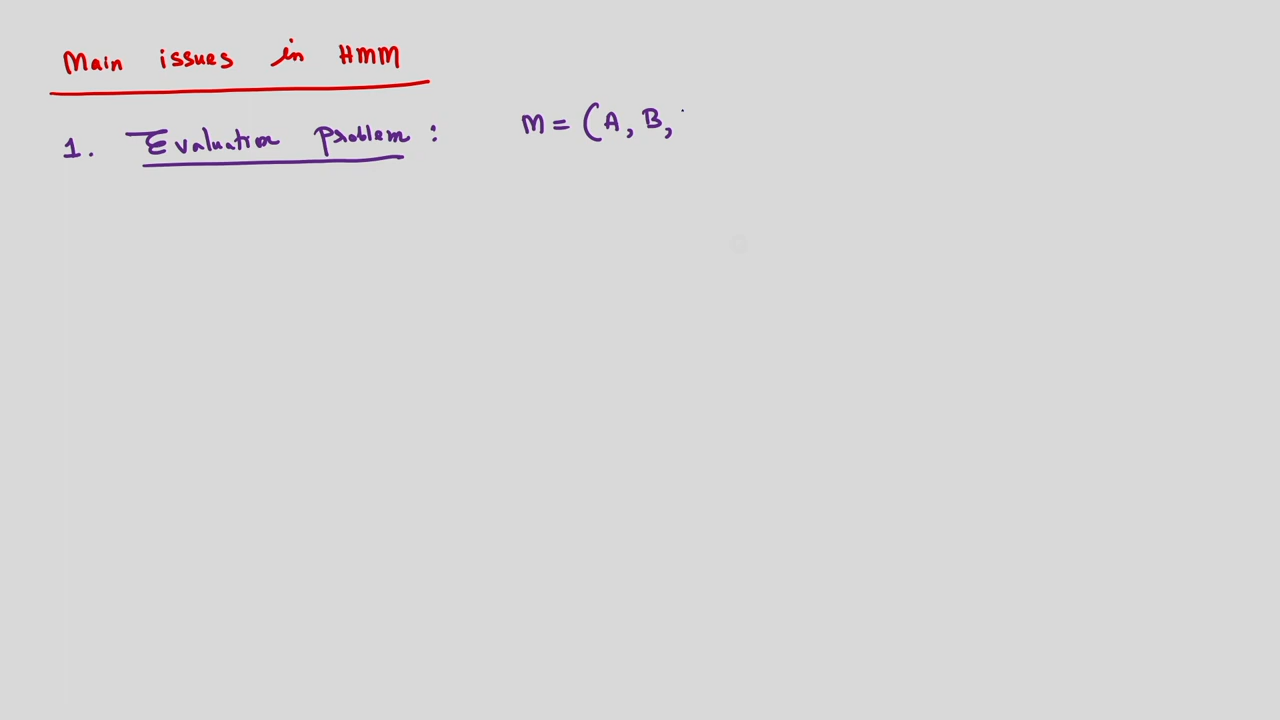 Main issues in HMM
1. Evaluation Problem : M = (A, B,